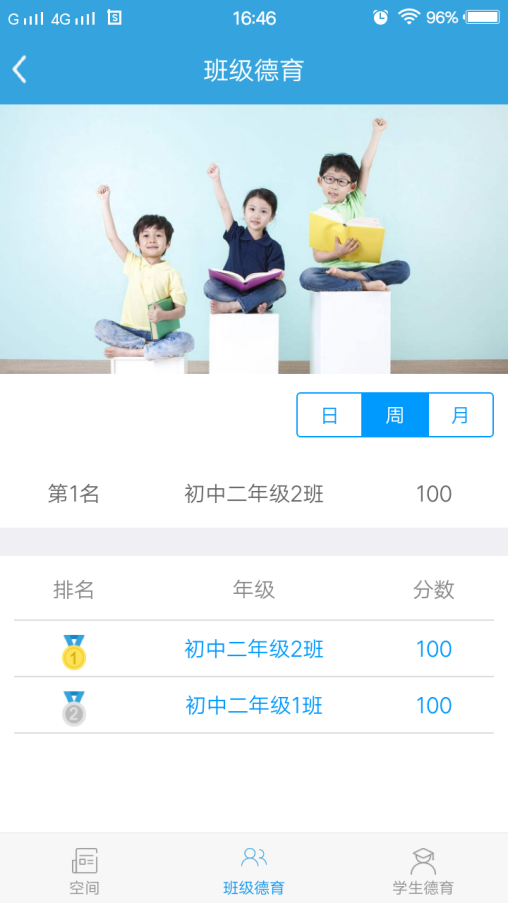 G 4G 16:46 96%
班级德育
日 周 月
第1名 初中二年级2班 100
排名 年级 分数
1 初中二年级2班 100
2 初中二年级1班 100
空间 班级德育 学生德育